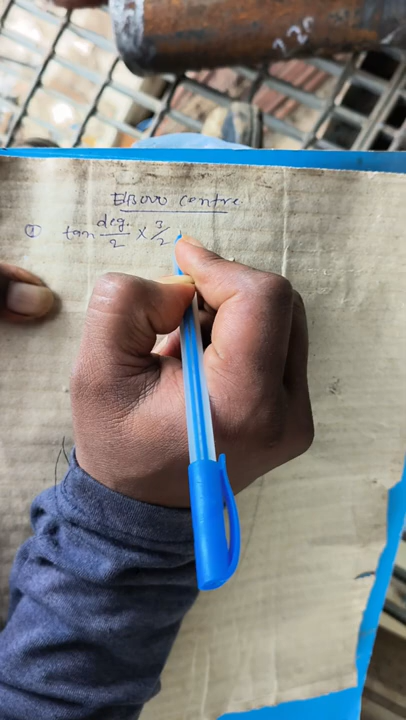 Elbow centre
① tan deg./2 × 3/2